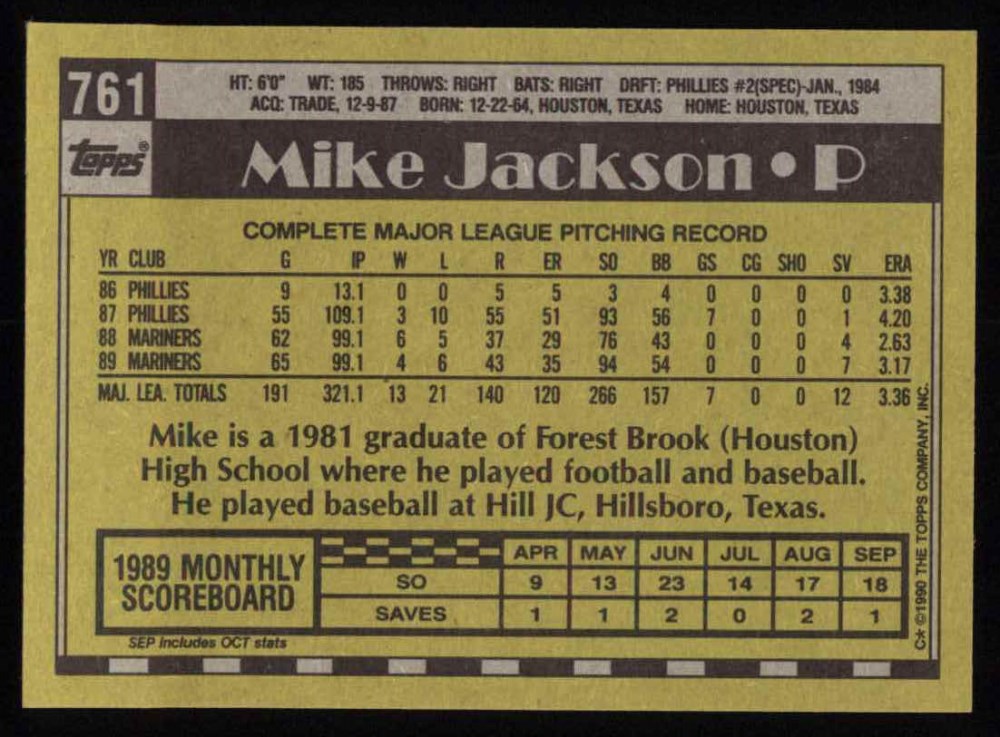 761
HT: 6'0" WT: 185 THROWS: RIGHT BATS: RIGHT DRFT: PHILLIES #2(SPEC)-JAN., 1984
ACQ: TRADE, 12-9-87 BORN: 12-22-64, HOUSTON, TEXAS HOME: HOUSTON, TEXAS
Topps®
Mike Jackson • P
COMPLETE MAJOR LEAGUE PITCHING RECORD
YR CLUB G IP W L R ER SO BB GS CG SHO SV ERA
86 PHILLIES 9 13.1 0 0 5 5 3 4 0 0 0 0 3.38
87 PHILLIES 55 109.1 3 10 55 51 93 56 7 0 0 1 4.20
88 MARINERS 62 99.1 6 5 37 29 76 43 0 0 0 4 2.63
89 MARINERS 65 99.1 4 6 43 35 94 54 0 0 0 7 3.17
MAJ. LEA. TOTALS 191 321.1 13 21 140 120 266 157 7 0 0 12 3.36
Mike is a 1981 graduate of Forest Brook (Houston)
High School where he played football and baseball.
He played baseball at Hill JC, Hillsboro, Texas.
1989 MONTHLY
SCOREBOARD
APR MAY JUN JUL AUG SEP
SO 9 13 23 14 17 18
SAVES 1 1 2 0 2 1
SEP includes OCT stats
C* ©1990 THE TOPPS COMPANY, INC.